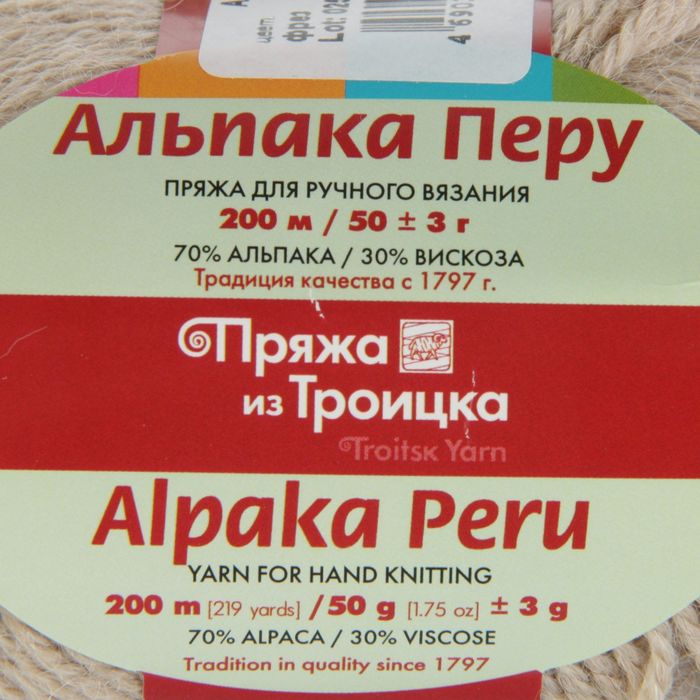 цвет
фриз
Альпака Перу
ПРЯЖА ДЛЯ РУЧНОГО ВЯЗАНИЯ
200 м / 50 ± 3 г
70% АЛЬПАКА / 30% ВИСКОЗА
Традиция качества с 1797 г.
Пряжа
из Троицка
Troitsk Yarn
Alpaka Peru
YARN FOR HAND KNITTING
200 m [219 yards] / 50 g [1.75 oz] ± 3 g
70% ALPACA / 30% VISCOSE
Tradition in quality since 1797